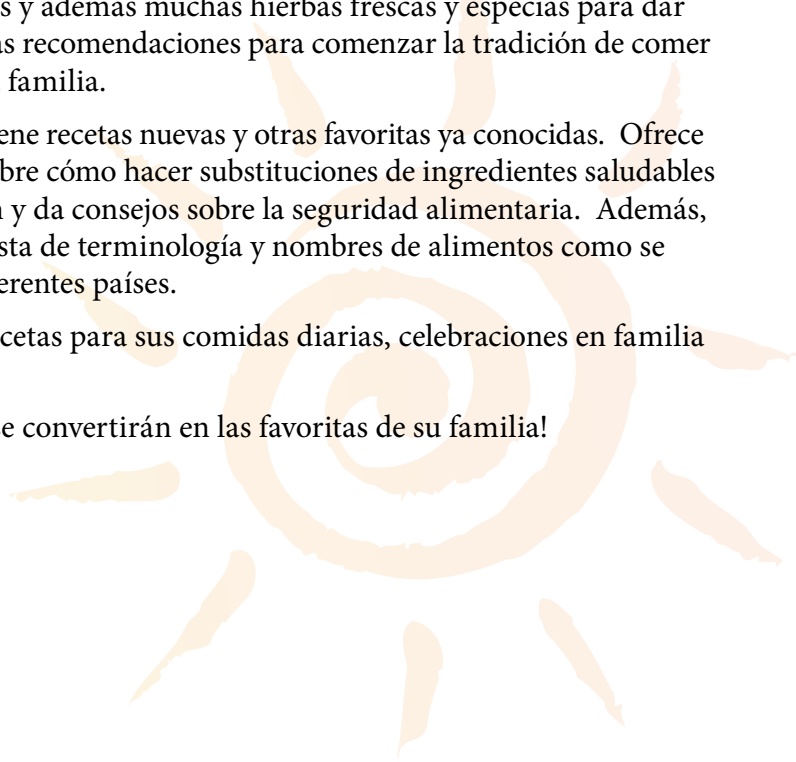 s y además muchas hierbas frescas y especias para dar
as recomendaciones para comenzar la tradición de comer
familia.
ene recetas nuevas y otras favoritas ya conocidas.  Ofrece
bre cómo hacer substituciones de ingredientes saludables
n y da consejos sobre la seguridad alimentaria.  Además,
sta de terminología y nombres de alimentos como se
ferentes países.
cetas para sus comidas diarias, celebraciones en familia
e convertirán en las favoritas de su familia!